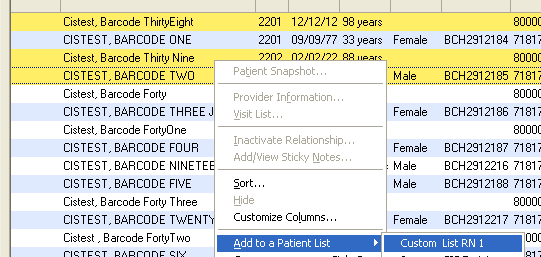 Cistest, Barcode ThirtyEight 2202 12/12/12 98 years 80000
CISTEST, BARCODE ONE 2201 09/09/77 33 years Female BCH2912184 71817
Cistest, Barcode Thirty Nine 2202 02/02/22 88 years 80000
CISTEST, BARCODE TWO Patient Snapshot... Male BCH2912185 71817
Cistest, Barcode Forty Provider Information... 80000
CISTEST, BARCODE THREE Visit List... Female BCH2912186 71817
Cistest, Barcode FortyOne Inactivate Relationship... 80000
CISTEST, BARCODE FOUR Add/View Sticky Notes... Female BCH2912187 71817
CISTEST, BARCODE NINETEE Male BCH2912216 71817
CISTEST, BARCODE FIVE Sort... Male BCH2912188 71817
Cistest, Barcode Forty Three Hide 80000
CISTEST, BARCODE TWENTY Customize Columns... Female BCH2912217 71817
Cistest , Barcode FortyTwo Add to a Patient List Custom List RN 1
CISTEST, BARCODE SIX